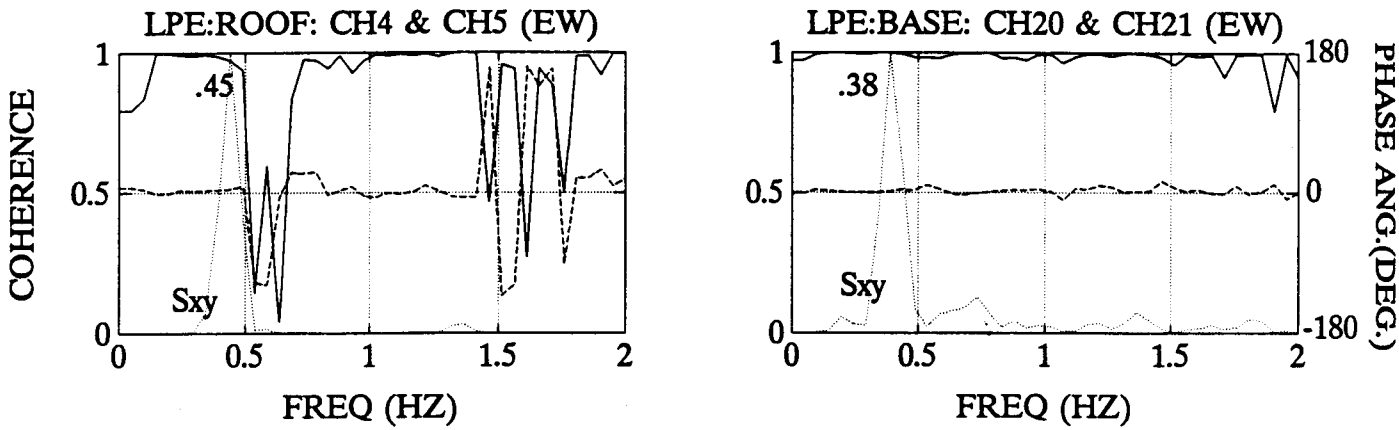 LPE:ROOF: CH4 & CH5 (EW)
COHERENCE
1
0.5
0
.45
Sxy
0
0.5
1
1.5
2
FREQ (HZ)
LPE:BASE: CH20 & CH21 (EW)
1
0.5
0
.38
Sxy
180
0
-180
PHASE ANG.(DEG.)
0
0.5
1
1.5
2
FREQ (HZ)